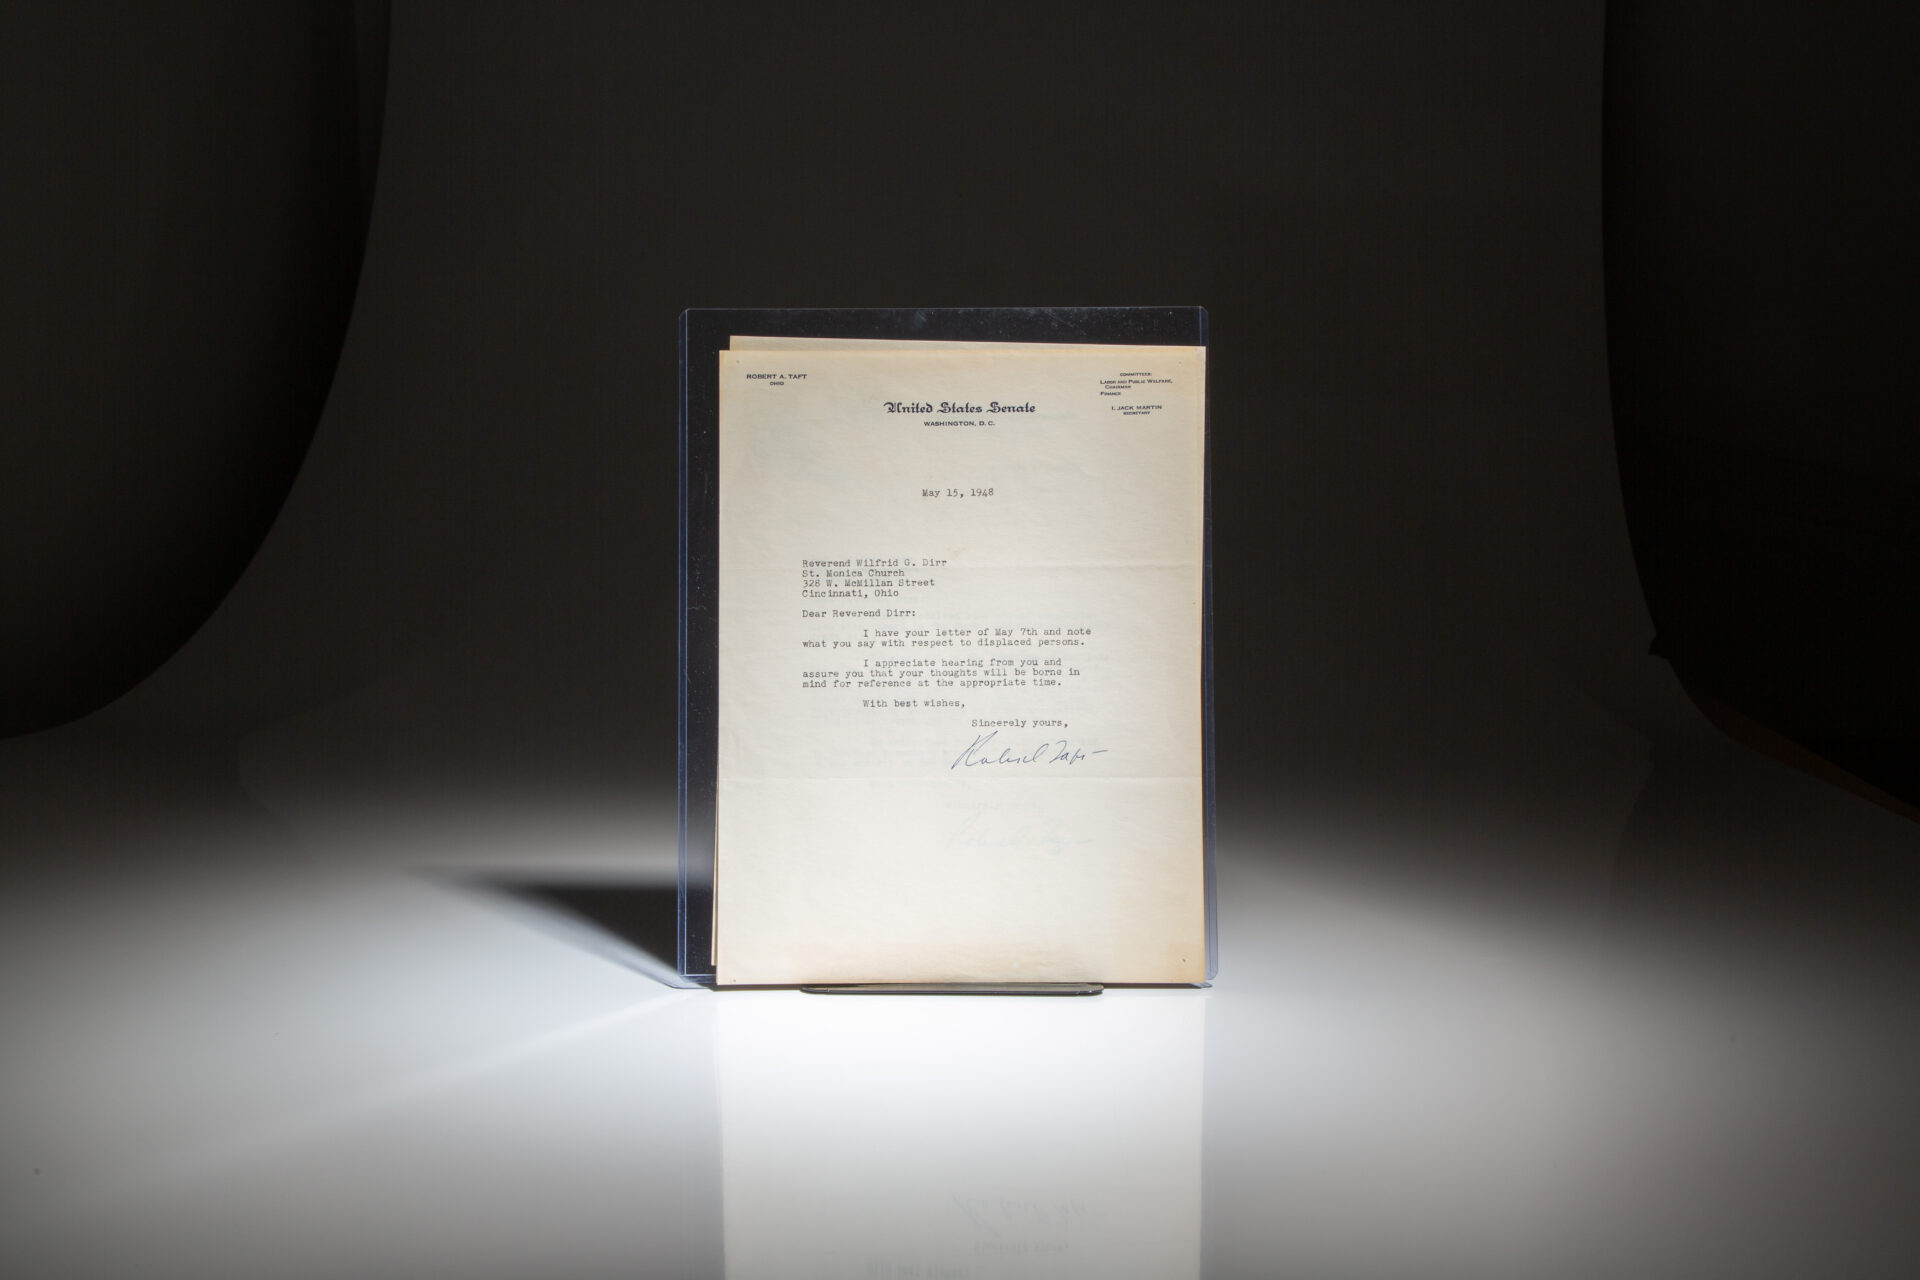 ROBERT A. TAFT
OHIO
COMMITTEES:
LABOR AND PUBLIC WELFARE,
CHAIRMAN
FINANCE
I. JACK MARTIN
SECRETARY
United States Senate
WASHINGTON, D. C.
May 15, 1948
Reverend Wilfrid G. Dirr
St. Monica Church
328 W. McMillan Street
Cincinnati, Ohio
Dear Reverend Dirr:
I have your letter of May 7th and note
what you say with respect to displaced persons.
I appreciate hearing from you and
assure you that your thoughts will be borne in
mind for reference at the appropriate time.
With best wishes,
Sincerely yours,
Robert Taft